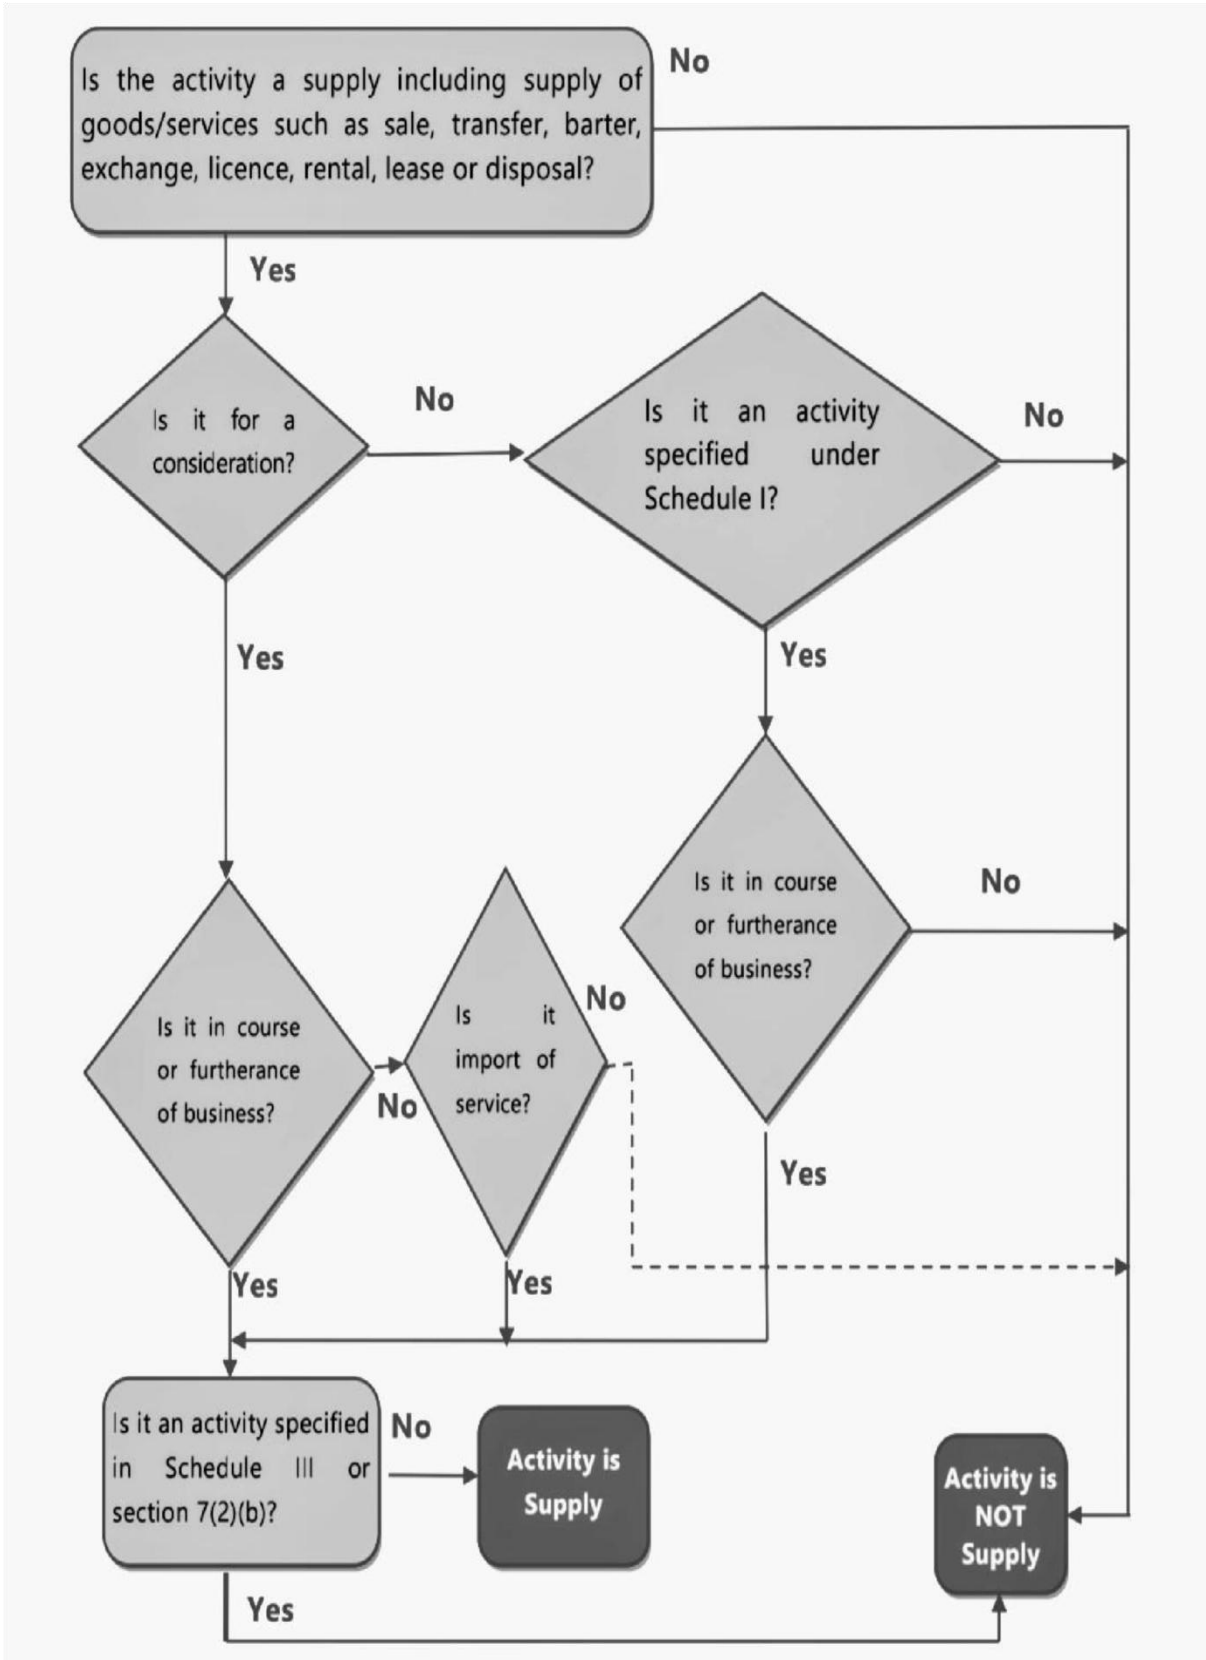 Is the activity a supply including supply of
goods/services such as sale, transfer, barter,
exchange, licence, rental, lease or disposal?
No
Yes
Is it for a
consideration?
No
Is it an activity
specified under
Schedule I?
No
Yes
Yes
Is it in course
or furtherance
of business?
No
Is it in course
or furtherance
of business?
No
Is it
import of
service?
No
Yes
Yes
Yes
Is it an activity specified
in Schedule III or
section 7(2)(b)?
No
Activity is
Supply
Activity is
NOT
Supply
Yes